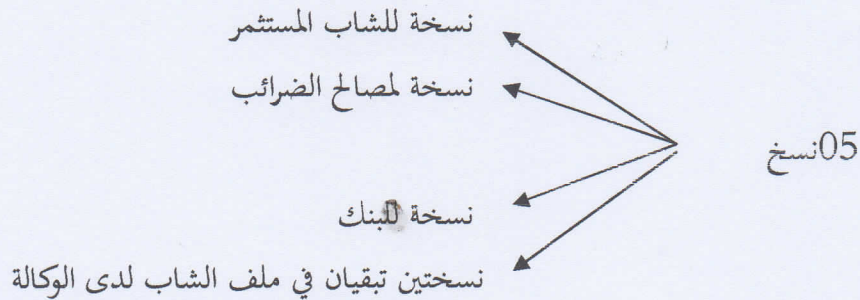 نسخة للشاب المستثمر
نسخة لمصالح الضرائب
05نسخ
نسخة للبنك
نسختين تبقيان في ملف الشاب لدى الوكالة